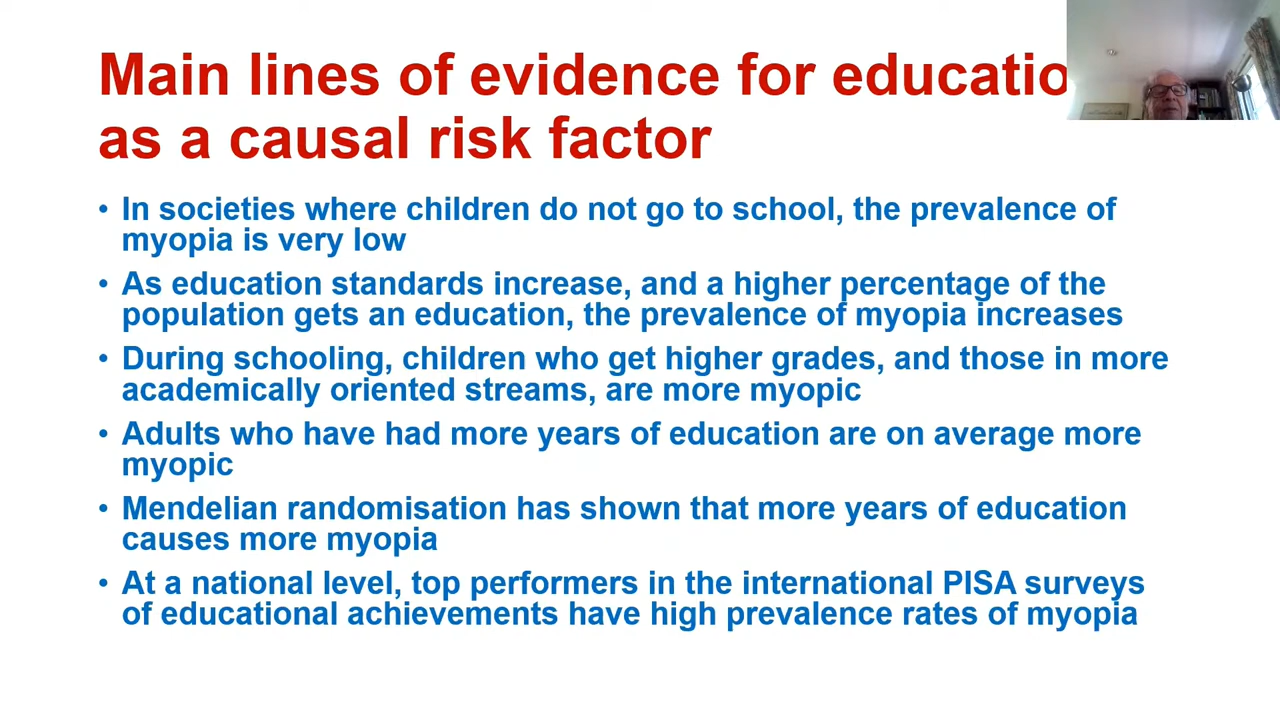 Main lines of evidence for educatio
as a causal risk factor
• In societies where children do not go to school, the prevalence of
myopia is very low
• As education standards increase, and a higher percentage of the
population gets an education, the prevalence of myopia increases
• During schooling, children who get higher grades, and those in more
academically oriented streams, are more myopic
• Adults who have had more years of education are on average more
myopic
• Mendelian randomisation has shown that more years of education
causes more myopia
• At a national level, top performers in the international PISA surveys
of educational achievements have high prevalence rates of myopia